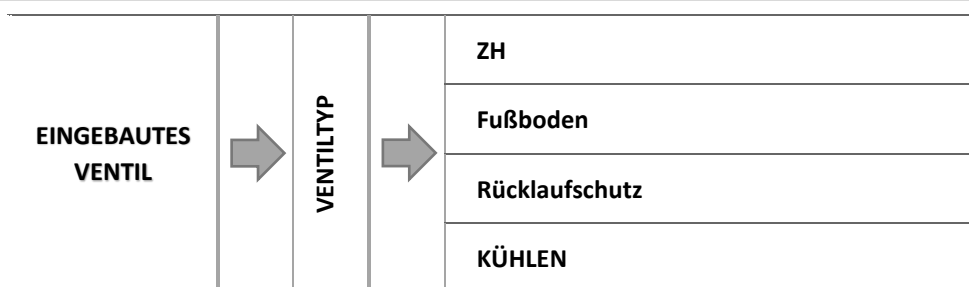 EINGEBAUTES
VENTIL
VENTILTYP
ZH
Fußboden
Rücklaufschutz
KÜHLEN